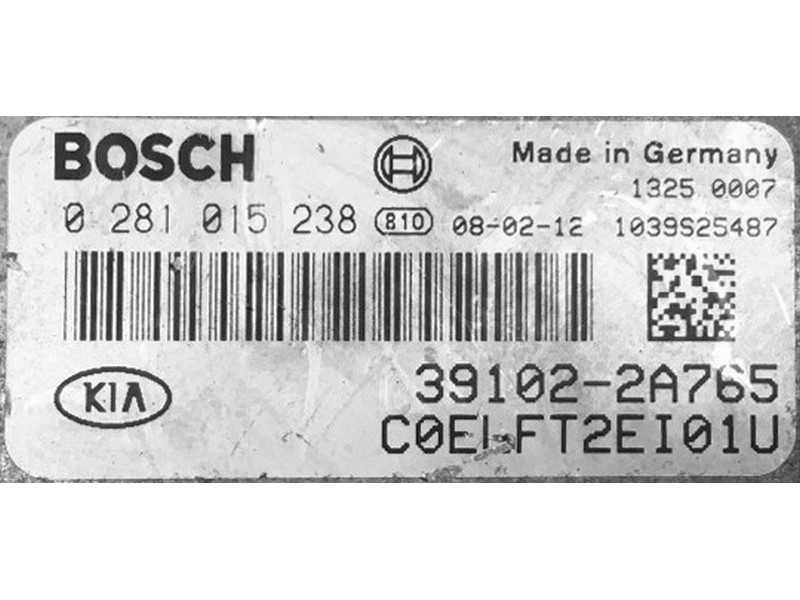 BOSCH
Made in Germany
1325 0007
0 281 015 238 810 08-02-12 1039S25487
KIA
39102-2A765
C0ELFT2EI01U